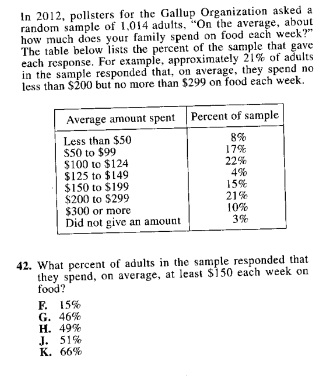 In 2012, pollsters for the Gallup Organization asked a
random sample of 1,014 adults, "On the average, about
how much does your family spend on food each week?"
The table below lists the percent of the sample that gave
each response. For example, approximately 21% of adults
in the sample responded that, on average, they spend no
less than $200 but no more than $299 on food each week.
Average amount spent Percent of sample
Less than $50 8%
$50 to $99 17%
$100 to $124 22%
$125 to $149 4%
$150 to $199 15%
$200 to $299 21%
$300 or more 10%
Did not give an amount 3%
42. What percent of adults in the sample responded that
they spend, on average, at least $150 each week on
food?
F. 15%
G. 46%
H. 49%
J. 51%
K. 66%